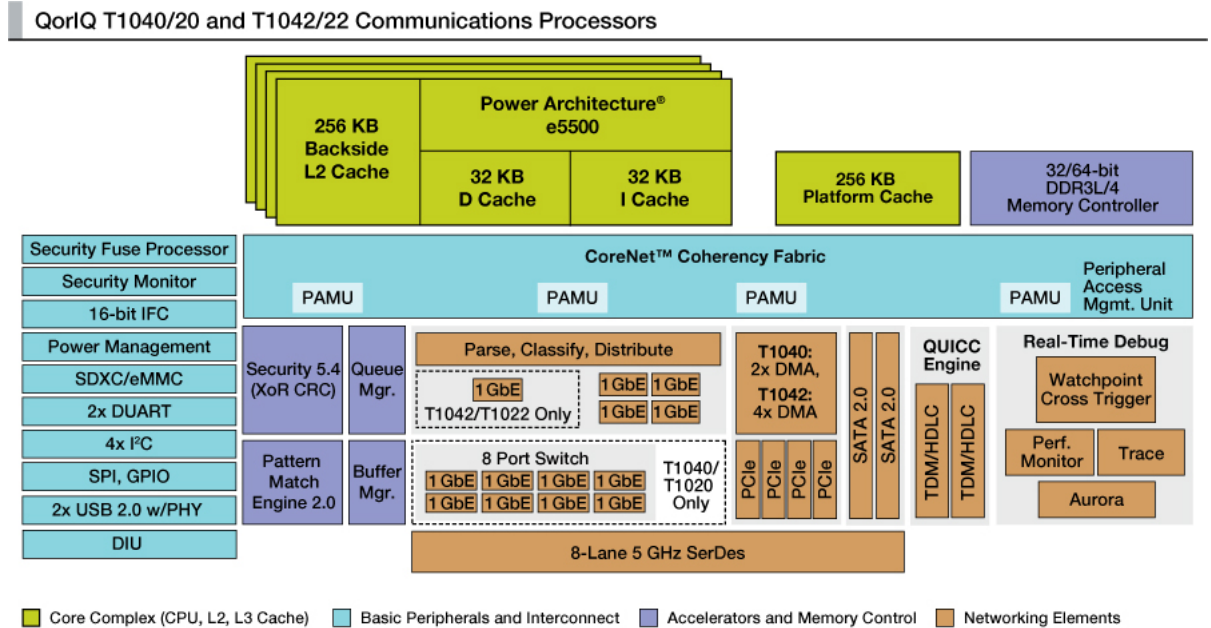 QorIQ T1040/20 and T1042/22 Communications Processors
256 KB
Backside
L2 Cache
Power Architecture®
e5500
32 KB
D Cache
32 KB
I Cache
256 KB
Platform Cache
32/64-bit
DDR3L/4
Memory Controller
Security Fuse Processor
Security Monitor
16-bit IFC
Power Management
SDXC/eMMC
2x DUART
4x I²C
SPI, GPIO
2x USB 2.0 w/PHY
DIU
CoreNet™ Coherency Fabric
PAMU
PAMU
PAMU
PAMU
Peripheral
Access
Mgmt. Unit
Security 5.4
(XoR CRC)
Queue
Mgr.
Pattern
Match
Engine 2.0
Buffer
Mgr.
Parse, Classify, Distribute
1 GbE
T1042/T1022 Only
1 GbE 1 GbE
1 GbE 1 GbE
8 Port Switch
1 GbE 1 GbE 1 GbE 1 GbE
1 GbE 1 GbE 1 GbE 1 GbE
T1040/
T1020
Only
T1040:
2x DMA,
T1042:
4x DMA
PCIe
PCIe
PCIe
PCIe
SATA 2.0
SATA 2.0
8-Lane 5 GHz SerDes
QUICC
Engine
TDM/HDLC
TDM/HDLC
Real-Time Debug
Watchpoint
Cross Trigger
Perf.
Monitor
Trace
Aurora
Core Complex (CPU, L2, L3 Cache)
Basic Peripherals and Interconnect
Accelerators and Memory Control
Networking Elements